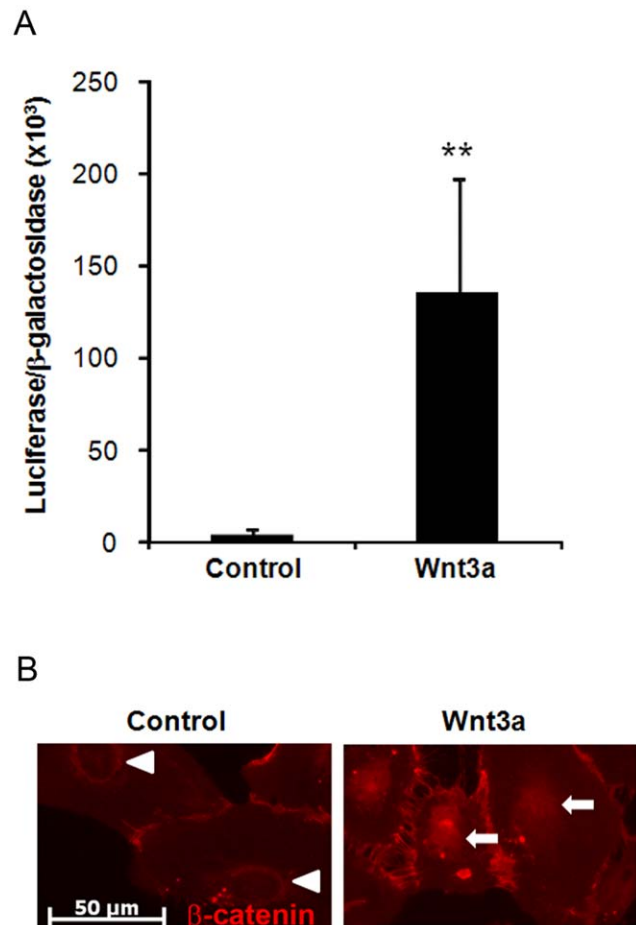 A
Luciferase/β-galactosidase (x10³)
250
200
150
100
50
0
**
Control
Wnt3a
B
Control
Wnt3a
50 µm
β-catenin